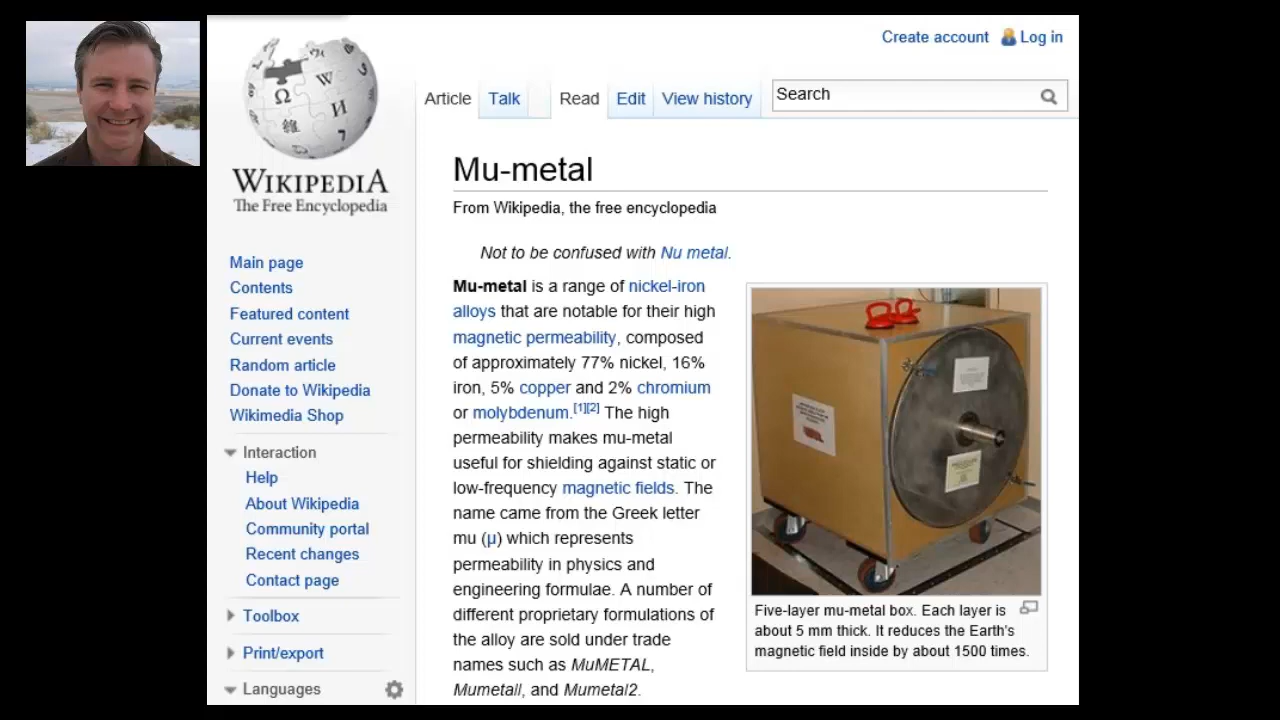 Create account Log in
Article Talk Read Edit View history Search
WIKIPEDIA
The Free Encyclopedia
Main page
Contents
Featured content
Current events
Random article
Donate to Wikipedia
Wikimedia Shop
Interaction
Help
About Wikipedia
Community portal
Recent changes
Contact page
Toolbox
Print/export
Languages
Mu-metal
From Wikipedia, the free encyclopedia
Not to be confused with Nu metal.
Mu-metal is a range of nickel-iron
alloys that are notable for their high
magnetic permeability, composed
of approximately 77% nickel, 16%
iron, 5% copper and 2% chromium
or molybdenum.[1][2] The high
permeability makes mu-metal
useful for shielding against static or
low-frequency magnetic fields. The
name came from the Greek letter
mu (μ) which represents
permeability in physics and
engineering formulae. A number of
different proprietary formulations of
the alloy are sold under trade
names such as MuMETAL,
Mumetall, and Mumetal2.
Five-layer mu-metal box. Each layer is
about 5 mm thick. It reduces the Earth's
magnetic field inside by about 1500 times.